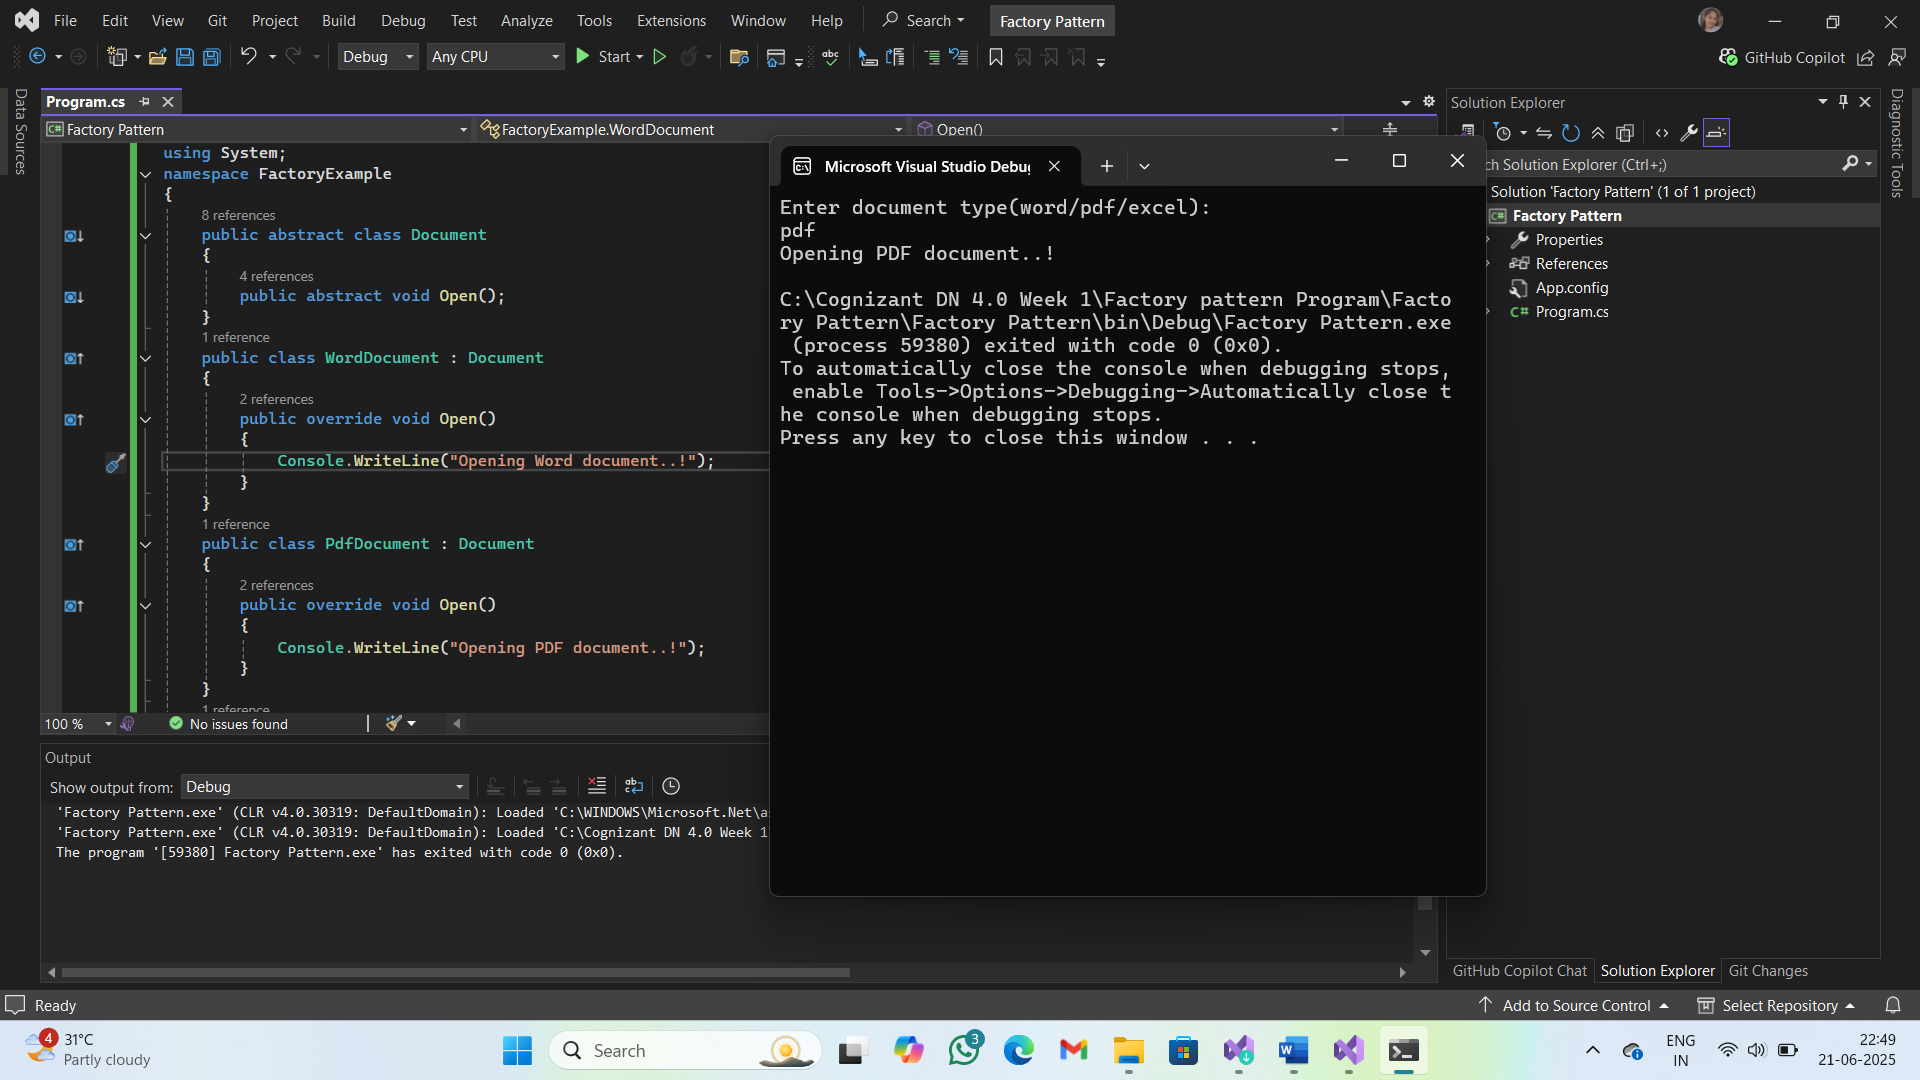 File Edit View Git Project Build Debug Test Analyze Tools Extensions Window Help Search Factory Pattern
Debug Any CPU Start abc GitHub Copilot
Data Sources
Program.cs
Factory Pattern FactoryExample.WordDocument Open()
using System;
namespace FactoryExample
{
8 references
public abstract class Document
{
4 references
public abstract void Open();
}
1 reference
public class WordDocument : Document
{
2 references
public override void Open()
{
Console.WriteLine("Opening Word document..!");
}
}
1 reference
public class PdfDocument : Document
{
2 references
public override void Open()
{
Console.WriteLine("Opening PDF document..!");
}
}
1 reference
100 % No issues found
Output
Show output from: Debug
'Factory Pattern.exe' (CLR v4.0.30319: DefaultDomain): Loaded 'C:\WINDOWS\Microsoft.Net\a
'Factory Pattern.exe' (CLR v4.0.30319: DefaultDomain): Loaded 'C:\Cognizant DN 4.0 Week 1
The program '[59380] Factory Pattern.exe' has exited with code 0 (0x0).
Microsoft Visual Studio Debu
Enter document type(word/pdf/excel):
pdf
Opening PDF document..!
C:\Cognizant DN 4.0 Week 1\Factory pattern Program\Facto
ry Pattern\Factory Pattern\bin\Debug\Factory Pattern.exe
(process 59380) exited with code 0 (0x0).
To automatically close the console when debugging stops,
enable Tools->Options->Debugging->Automatically close t
he console when debugging stops.
Press any key to close this window . . .
Solution Explorer
ch Solution Explorer (Ctrl+;)
Solution 'Factory Pattern' (1 of 1 project)
Factory Pattern
Properties
References
App.config
C# Program.cs
Diagnostic Tools
GitHub Copilot Chat Solution Explorer Git Changes
Ready Add to Source Control Select Repository
4 31°C
Partly cloudy
Search
3
ENG
IN
22:49
21-06-2025